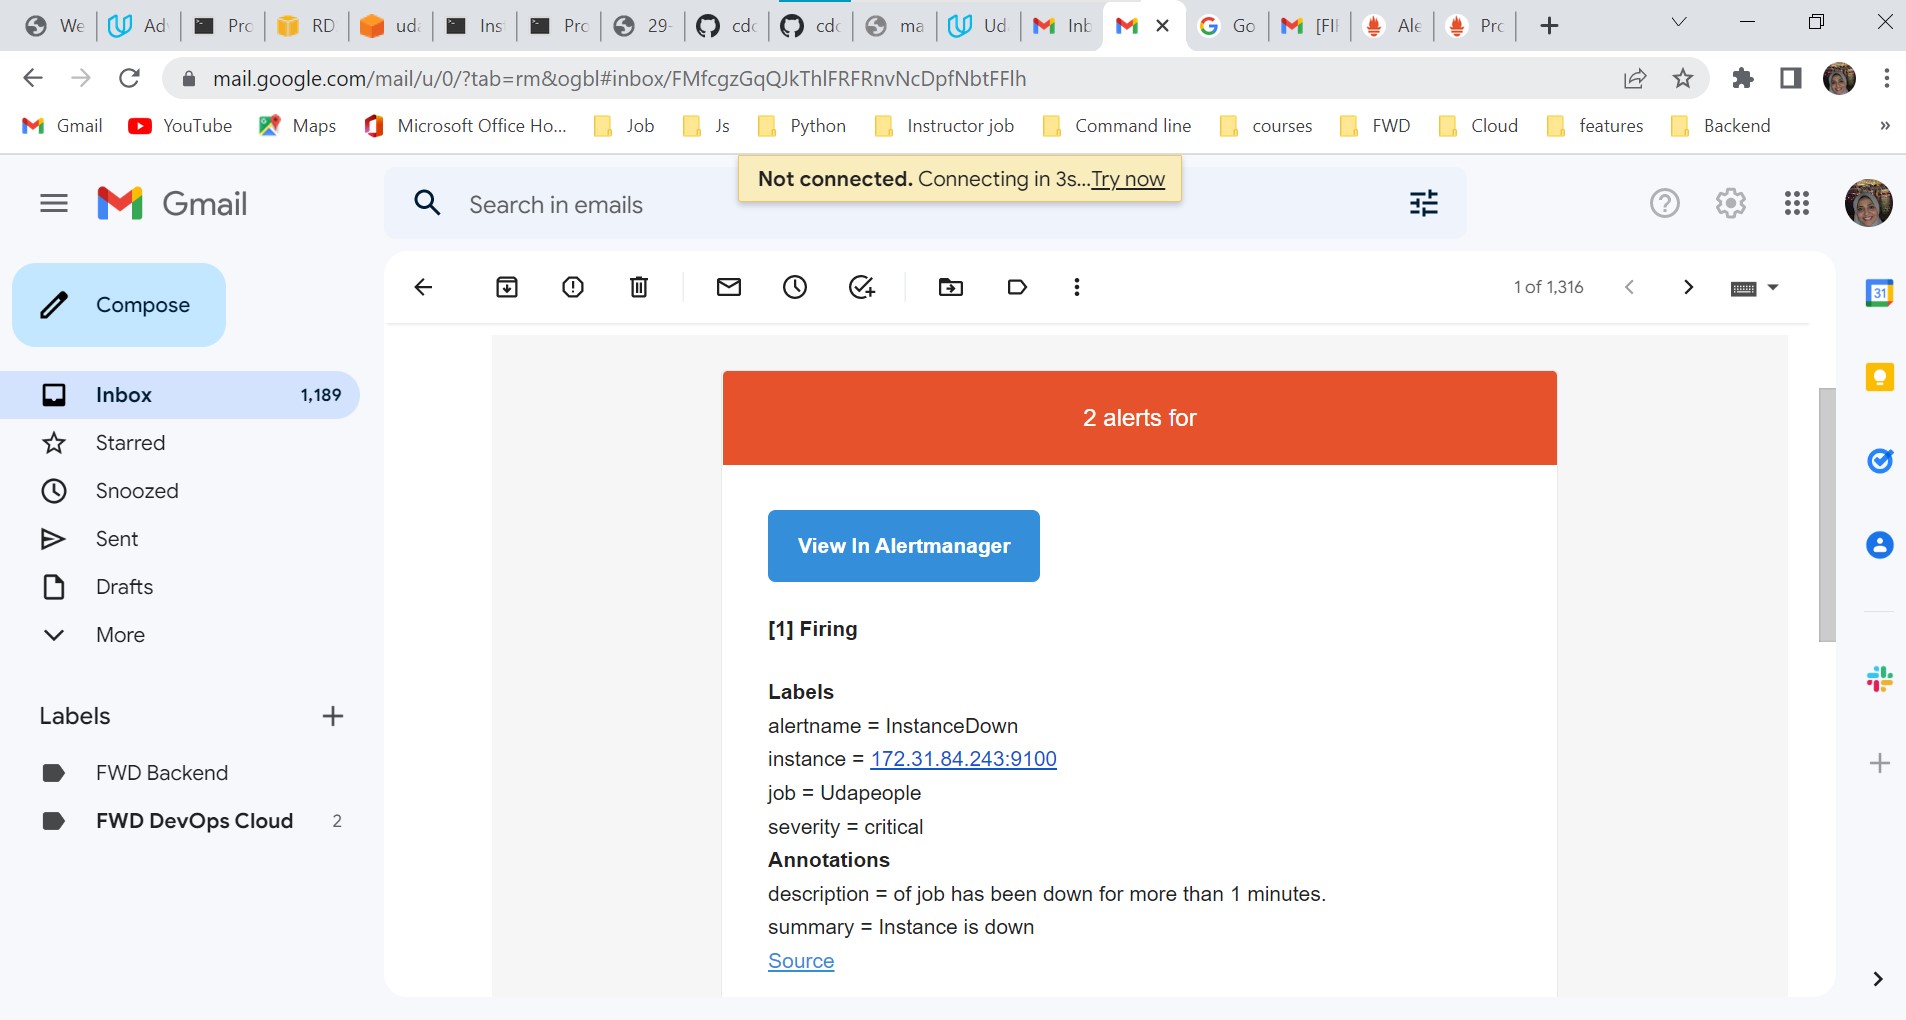 We
Ad
Pro
RD
uda
Ins
Pro
29-
cdc
cdc
ma
Ud
Inb
Go
[FI
Ale
Pro
mail.google.com/mail/u/0/?tab=rm&ogbl#inbox/FMfcgzGqQJkThlFRFRnvNcDpfNbtFFlh
Gmail YouTube Maps Microsoft Office Ho... Job Js Python Instructor job Command line courses FWD Cloud features Backend »
Not connected. Connecting in 3s...Try now
Gmail
Search in emails
Compose
1 of 1,316
31
Inbox 1,189
Starred
Snoozed
Sent
Drafts
More
Labels
FWD Backend
FWD DevOps Cloud 2
2 alerts for
View In Alertmanager
[1] Firing
Labels
alertname = InstanceDown
instance = 172.31.84.243:9100
job = Udapeople
severity = critical
Annotations
description = of job has been down for more than 1 minutes.
summary = Instance is down
Source